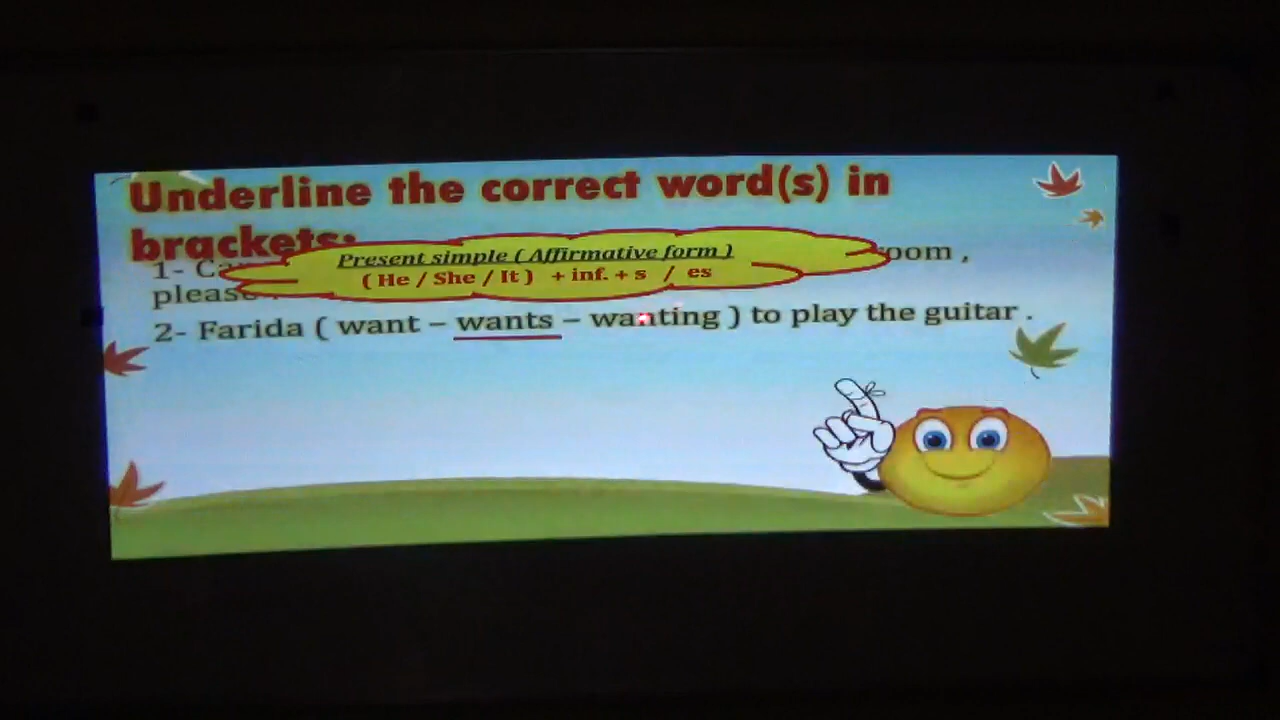 Underline the correct word(s) in
brackets:
Present simple ( Affirmative form )
( He / She / It ) + inf. + s / es
1- room ,
please
2- Farida ( want – wants – wanting ) to play the guitar .